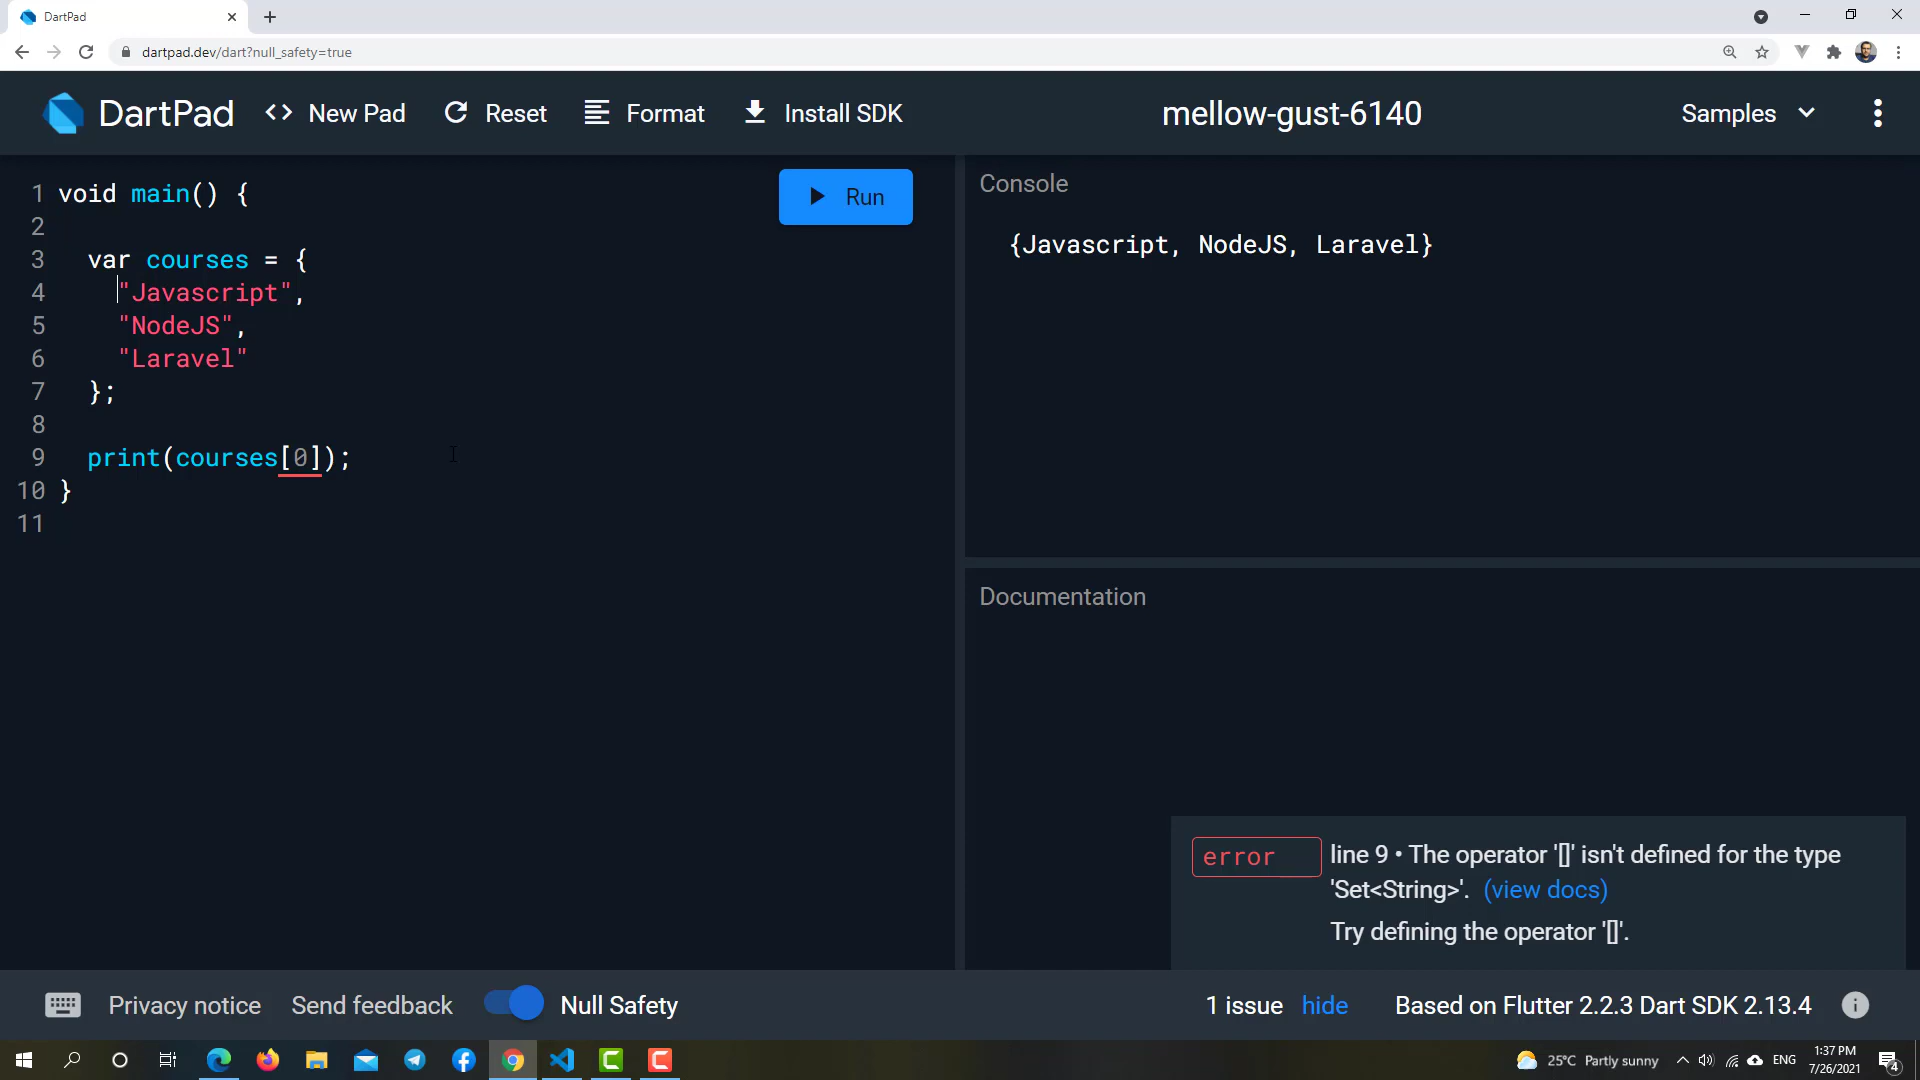 DartPad
dartpad.dev/dart?null_safety=true
DartPad
<> New Pad
Reset
Format
Install SDK
mellow-gust-6140
Samples
1 void main() {
2
3 var courses = {
4 "Javascript",
5 "NodeJS",
6 "Laravel"
7 };
8
9 print(courses[0]);
10 }
11
Run
Console
{Javascript, NodeJS, Laravel}
Documentation
error
line 9 • The operator '[]' isn't defined for the type
'Set<String>'. (view docs)
Try defining the operator '[]'.
Privacy notice
Send feedback
Null Safety
1 issue hide
Based on Flutter 2.2.3 Dart SDK 2.13.4
25°C Partly sunny
ENG
1:37 PM
7/26/2021
4